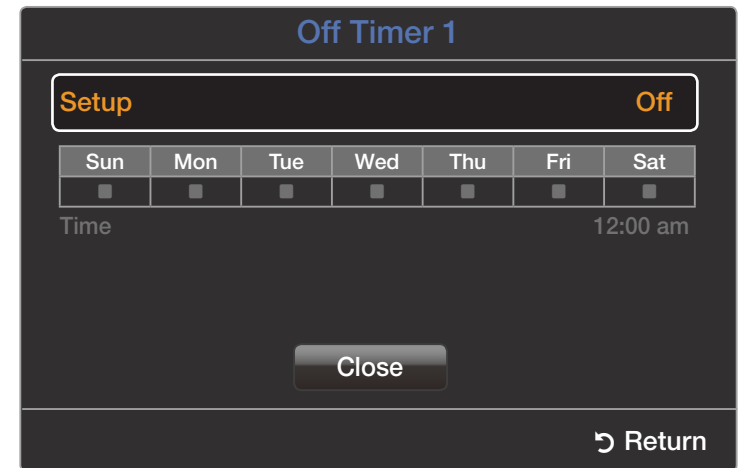 Off Timer 1
Setup Off
Sun Mon Tue Wed Thu Fri Sat
Time 12:00 am
Close
Return